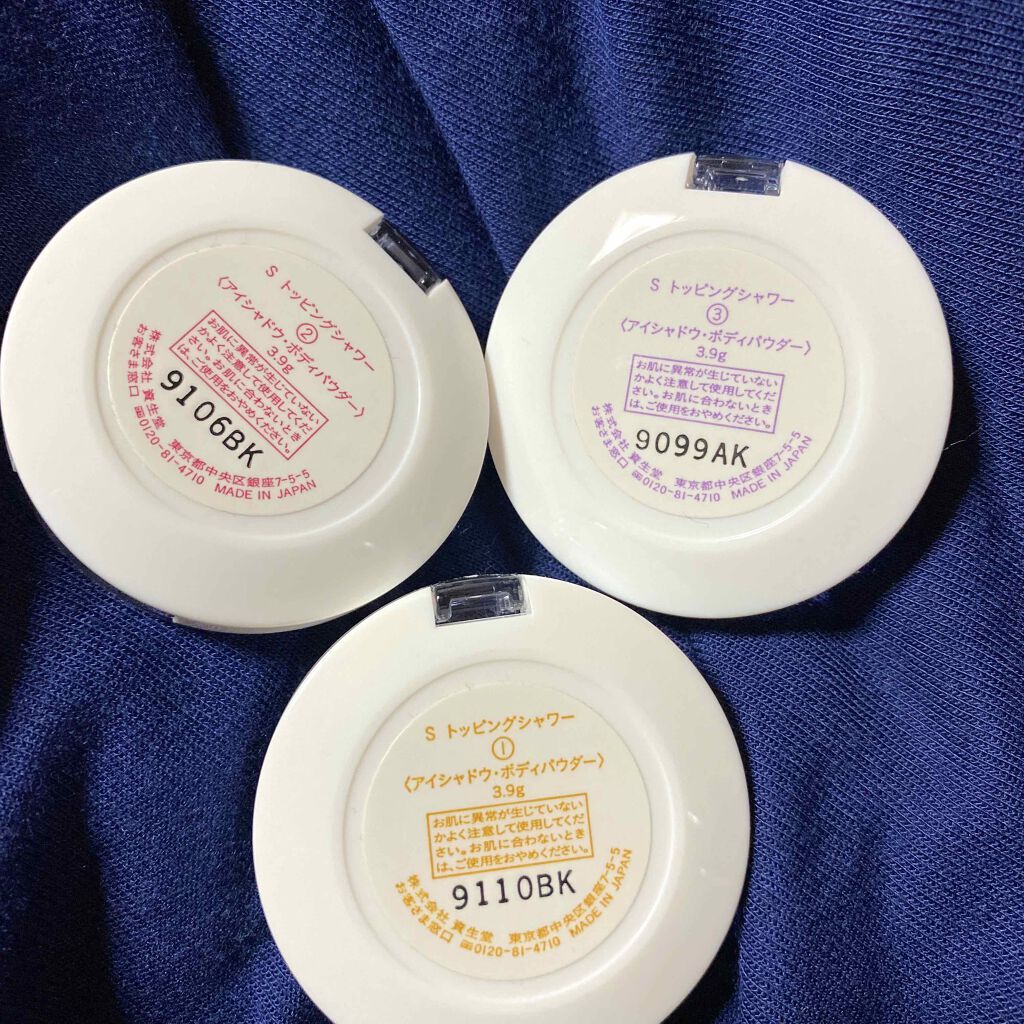 S トッピングシャワー
②
〈アイシャドウ・ボディパウダー〉
3.9g
お肌に異常が生じていない
かよく注意して使用してくだ
さい。お肌に合わないとき
は、ご使用をおやめください。
9106BK
株式会社 資生堂 東京都中央区銀座7-5-5
お客さま窓口 0120-81-4710 MADE IN JAPAN
S トッピングシャワー
③
〈アイシャドウ・ボディパウダー〉
3.9g
お肌に異常が生じていない
かよく注意して使用してくだ
さい。お肌に合わないとき
は、ご使用をおやめください。
9099AK
株式会社 資生堂 東京都中央区銀座7-5-5
お客さま窓口 0120-81-4710 MADE IN JAPAN
S トッピングシャワー
①
〈アイシャドウ・ボディパウダー〉
3.9g
お肌に異常が生じていない
かよく注意して使用してくだ
さい。お肌に合わないとき
は、ご使用をおやめください。
9110BK
株式会社 資生堂 東京都中央区銀座7-5-5
お客さま窓口 0120-81-4710 MADE IN JAPAN